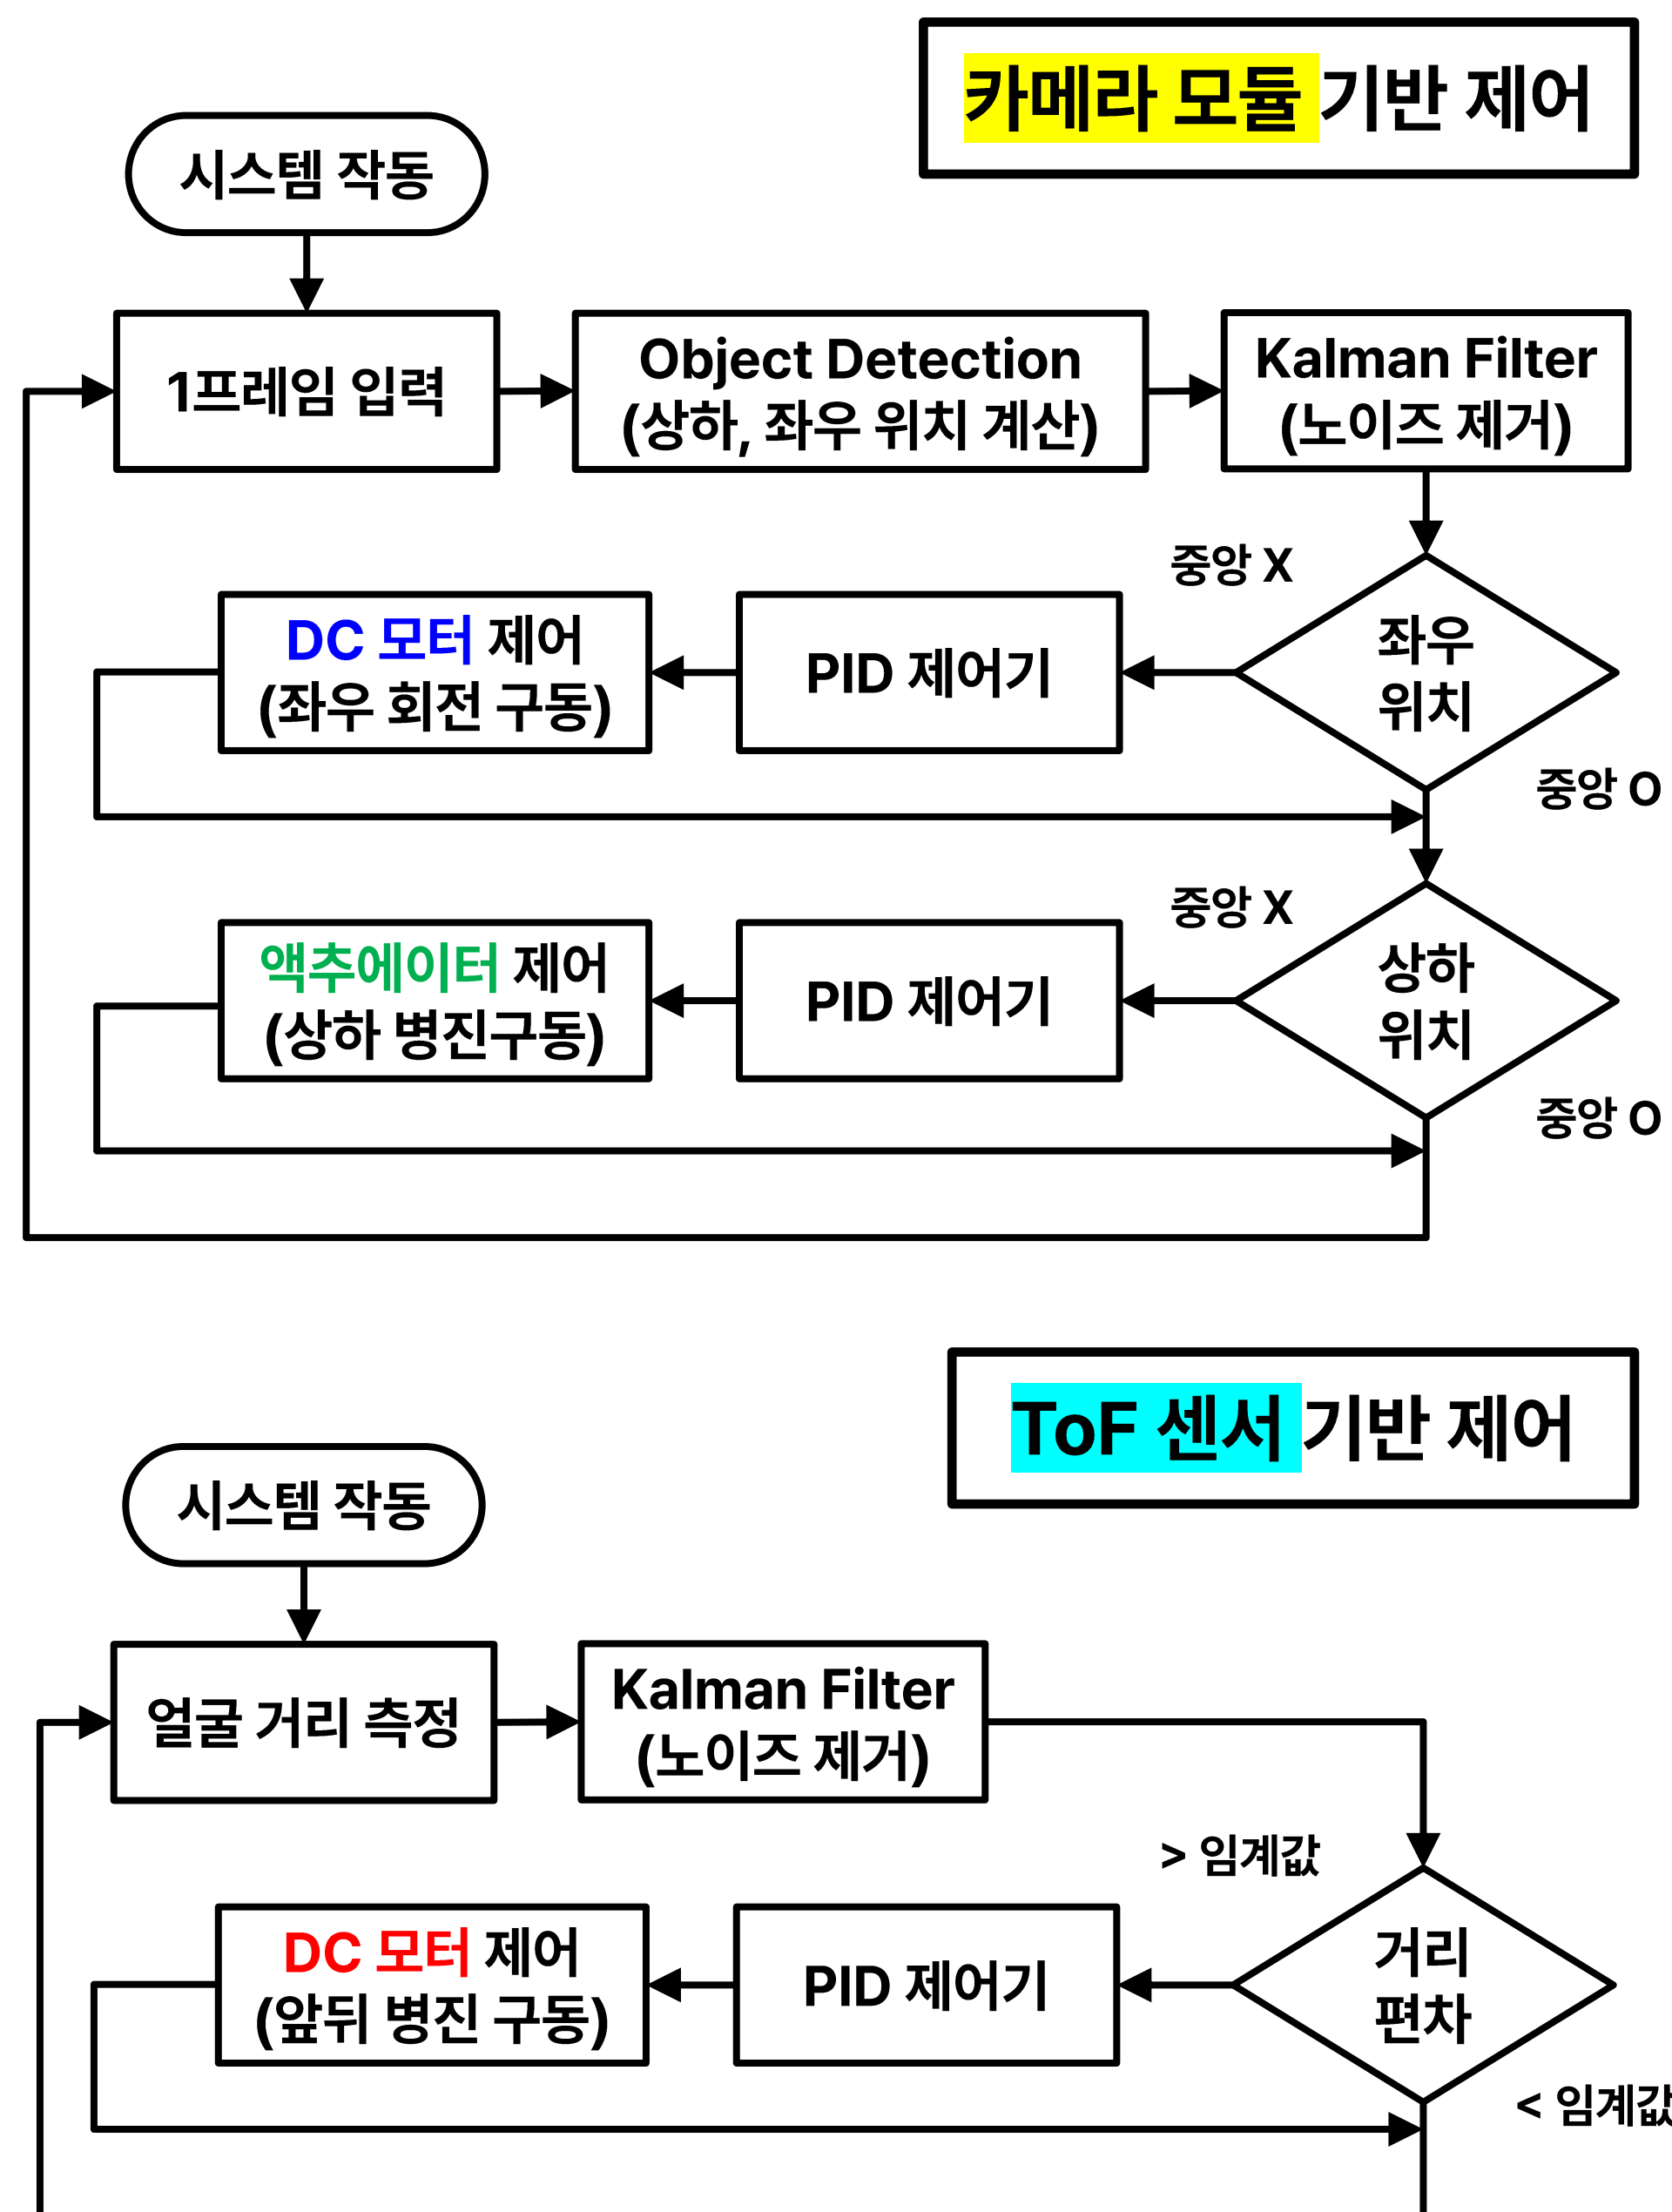 카메라 모듈 기반 제어
시스템 작동
1프레임 입력
Object Detection
(상하, 좌우 위치 계산)
Kalman Filter
(노이즈 제거)
중앙 X
좌우
위치
PID 제어기
DC 모터 제어
(좌우 회전 구동)
중앙 O
중앙 X
상하
위치
PID 제어기
액추에이터 제어
(상하 병진구동)
중앙 O
ToF 센서 기반 제어
시스템 작동
얼굴 거리 측정
Kalman Filter
(노이즈 제거)
> 임계값
거리
편차
PID 제어기
DC 모터 제어
(앞뒤 병진 구동)
< 임계값